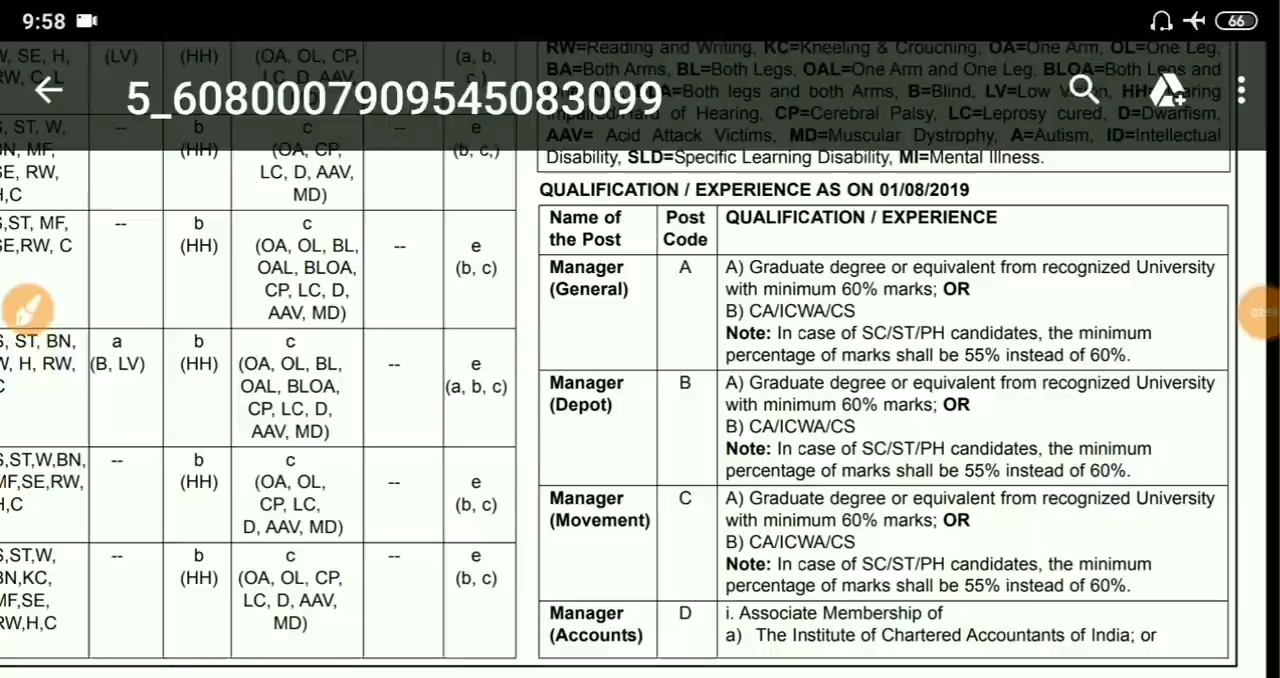 9:58
66
5_6080007909545083099
V, SE, H,
RW, C, L
(LV)
(HH)
(OA, OL, CP,
LC, D, AAV,
(a, b,
S, ST, W,
BN, MF,
SE, RW,
H,C
--
b
(HH)
c
(OA, CP,
LC, D, AAV,
MD)
--
e
(b, c,)
S,ST, MF,
SE,RW, C
--
b
(HH)
c
(OA, OL, BL,
OAL, BLOA,
CP, LC, D,
AAV, MD)
--
e
(b, c)
S, ST, BN,
W, H, RW,
C
a
(B, LV)
b
(HH)
c
(OA, OL, BL,
OAL, BLOA,
CP, LC, D,
AAV, MD)
--
e
(a, b, c)
S,ST,W,BN,
MF,SE,RW,
H,C
--
b
(HH)
c
(OA, OL,
CP, LC,
D, AAV, MD)
--
e
(b, c)
S,ST,W,
BN,KC,
MF,SE,
RW,H,C
--
b
(HH)
c
(OA, OL, CP,
LC, D, AAV,
MD)
--
e
(b, c)
RW=Reading and Writing, KC=Kneeling & Crouching, OA=One Arm, OL=One Leg,
BA=Both Arms, BL=Both Legs, OAL=One Arm and One Leg. BLOA=Both Legs and
=Both legs and both Arms, B=Blind, LV=Low
of Hearing, CP=Cerebral Palsy, LC=Leprosy cured, D=Dwarfism,
AAV= Acid Attack Victims, MD=Muscular Dystrophy, A=Autism, ID=Intellectual
Disability, SLD=Specific Learning Disability, MI=Mental Illness.
QUALIFICATION / EXPERIENCE AS ON 01/08/2019
Name of
the Post
Post
Code
QUALIFICATION / EXPERIENCE
Manager
(General)
A
A) Graduate degree or equivalent from recognized University
with minimum 60% marks; OR
B) CA/ICWA/CS
Note: In case of SC/ST/PH candidates, the minimum
percentage of marks shall be 55% instead of 60%.
Manager
(Depot)
B
A) Graduate degree or equivalent from recognized University
with minimum 60% marks; OR
B) CA/ICWA/CS
Note: In case of SC/ST/PH candidates, the minimum
percentage of marks shall be 55% instead of 60%.
Manager
(Movement)
C
A) Graduate degree or equivalent from recognized University
with minimum 60% marks; OR
B) CA/ICWA/CS
Note: In case of SC/ST/PH candidates, the minimum
percentage of marks shall be 55% instead of 60%.
Manager
(Accounts)
D
i. Associate Membership of
a) The Institute of Chartered Accountants of India; or